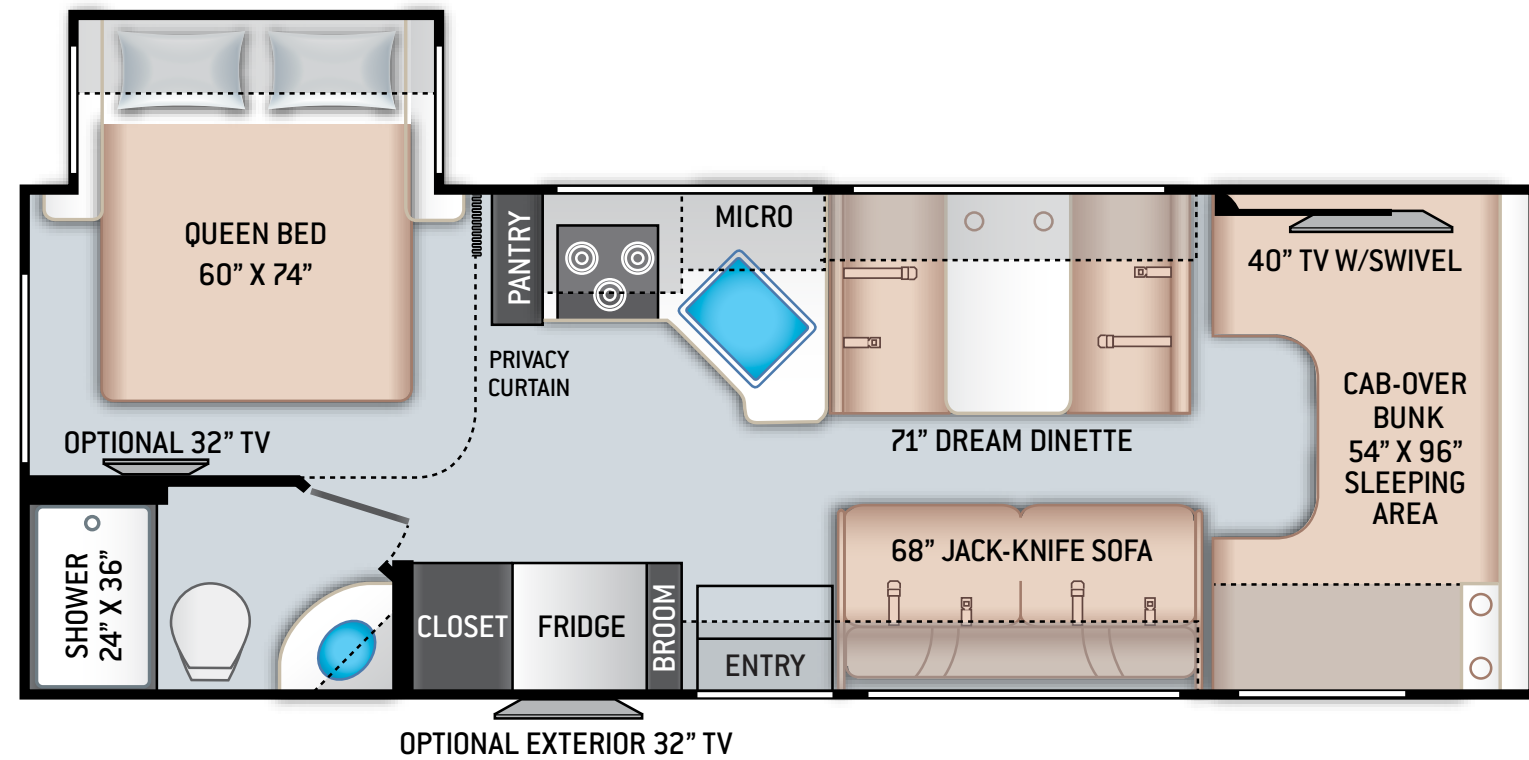 QUEEN BED
60” X 74”
PANTRY
MICRO
40” TV W/SWIVEL
PRIVACY
CURTAIN
CAB-OVER
BUNK
54” X 96”
SLEEPING
AREA
OPTIONAL 32” TV
71” DREAM DINETTE
SHOWER
24” X 36”
68” JACK-KNIFE SOFA
CLOSET
FRIDGE
BROOM
ENTRY
OPTIONAL EXTERIOR 32” TV